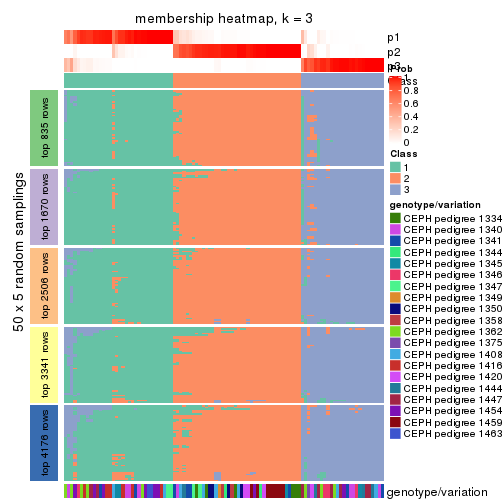 membership heatmap, k = 3
p1
p2
p3
Prob
1
0.8
0.6
0.4
0.2
0
Class
Class
1
2
3
genotype/variation
CEPH pedigree 1334
CEPH pedigree 1340
CEPH pedigree 1341
CEPH pedigree 1344
CEPH pedigree 1345
CEPH pedigree 1346
CEPH pedigree 1347
CEPH pedigree 1349
CEPH pedigree 1350
CEPH pedigree 1358
CEPH pedigree 1362
CEPH pedigree 1375
CEPH pedigree 1408
CEPH pedigree 1416
CEPH pedigree 1420
CEPH pedigree 1444
CEPH pedigree 1447
CEPH pedigree 1454
CEPH pedigree 1459
CEPH pedigree 1463
50 x 5 random samplings
top 835 rows
top 1670 rows
top 2506 rows
top 3341 rows
top 4176 rows
genotype/variation